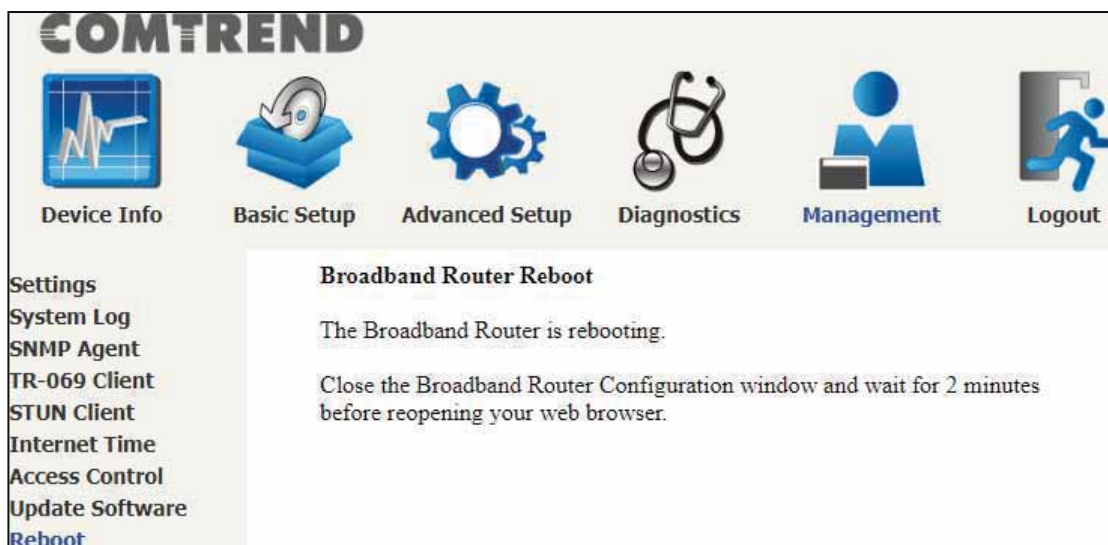 COMTREND
Device Info
Basic Setup
Advanced Setup
Diagnostics
Management
Logout
Settings
System Log
SNMP Agent
TR-069 Client
STUN Client
Internet Time
Access Control
Update Software
Reboot
Broadband Router Reboot
The Broadband Router is rebooting.
Close the Broadband Router Configuration window and wait for 2 minutes
before reopening your web browser.